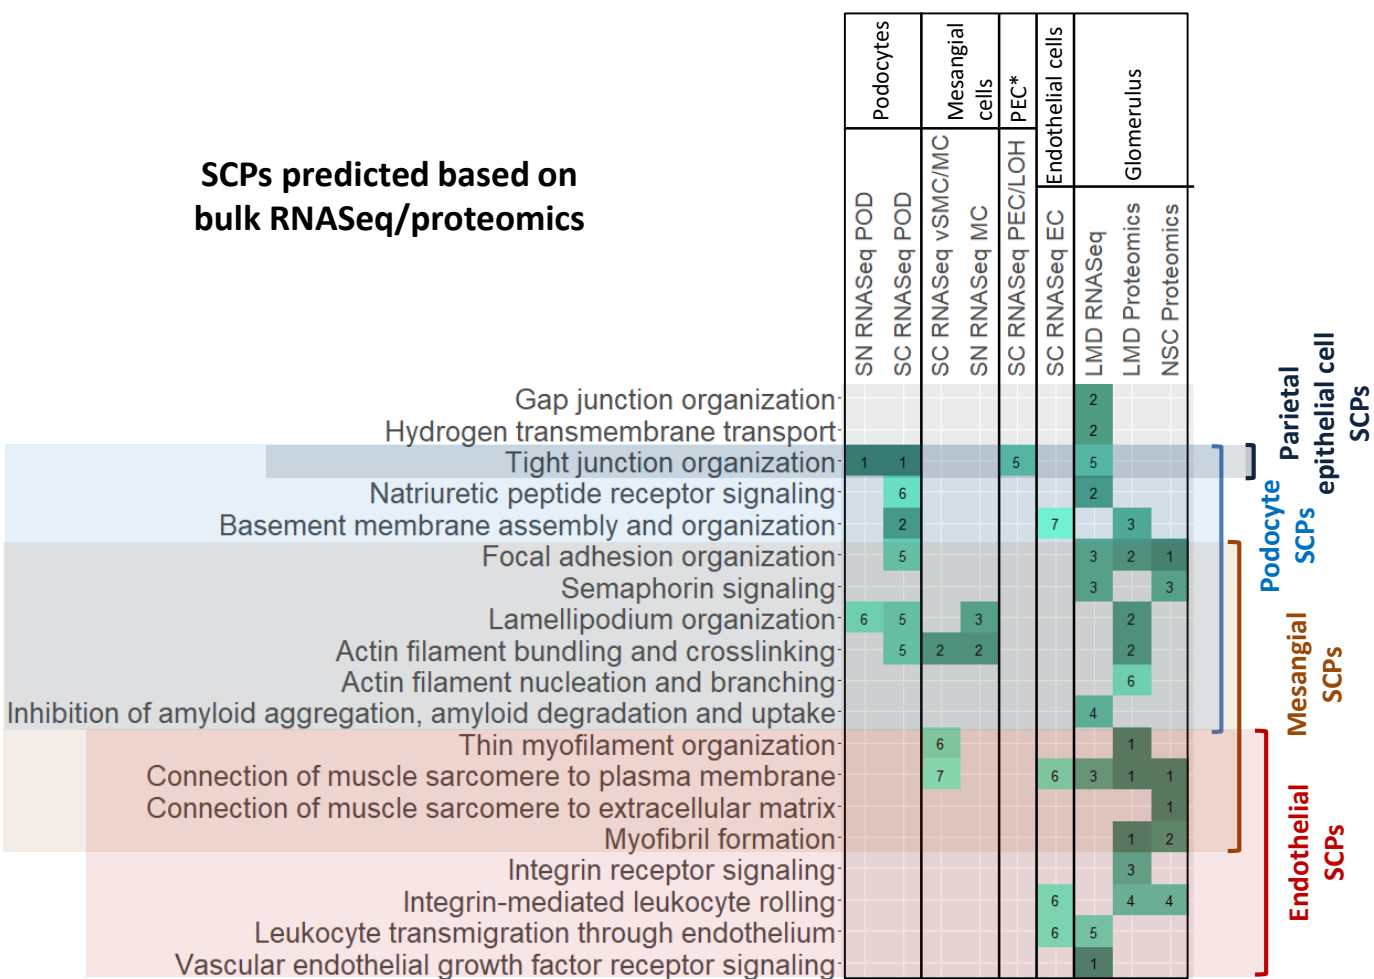 SCPs predicted based on
bulk RNASeq/proteomics
Podocytes
Mesangial
cells
PEC*
Endothelial cells
Glomerulus
SN RNASeq POD
SC RNASeq POD
SC RNASeq vSMC/MC
SN RNASeq MC
SC RNASeq PEC/LOH
SC RNASeq EC
LMD RNASeq
LMD Proteomics
NSC Proteomics
Gap junction organization 2
Hydrogen transmembrane transport 2
Tight junction organization 1 1 5 5
Natriuretic peptide receptor signaling 6 2
Basement membrane assembly and organization 2 7 3
Focal adhesion organization 5 3 2 1
Semaphorin signaling 3 3
Lamellipodium organization 6 5 3 2
Actin filament bundling and crosslinking 5 2 2 2
Actin filament nucleation and branching 6
Inhibition of amyloid aggregation, amyloid degradation and uptake 4
Thin myofilament organization 6 1
Connection of muscle sarcomere to plasma membrane 7 6 3 1 1
Connection of muscle sarcomere to extracellular matrix 1
Myofibril formation 1 2
Integrin receptor signaling 3
Integrin-mediated leukocyte rolling 6 4 4
Leukocyte transmigration through endothelium 6 5
Vascular endothelial growth factor receptor signaling 1
Parietal
epithelial cell
SCPs
Podocyte
SCPs
Mesangial
SCPs
Endothelial
SCPs